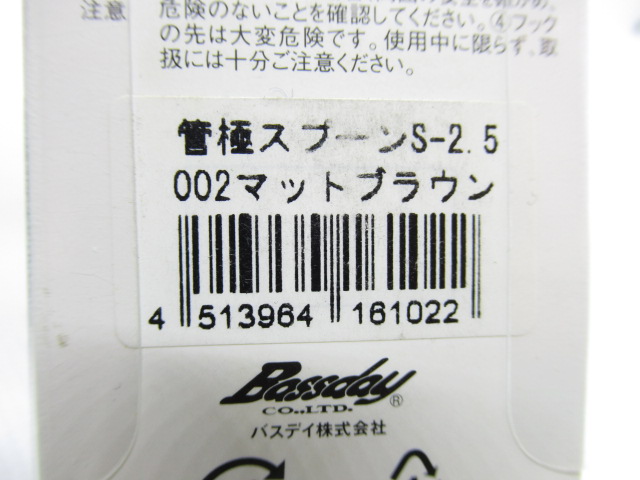 注意
危険のないことを確認してください。④フック
の先は大変危険です。使用中に限らず、取
扱には十分ご注意ください。
管極スプーンS-2.5
002マットブラウン
4 513964 161022
Bassday®
CO.,LTD.
バスデイ株式会社